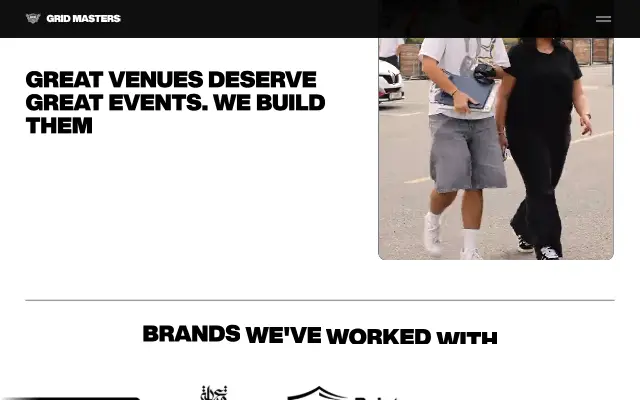 GRID MASTERS
GREAT VENUES DESERVE
GREAT EVENTS. WE BUILD
THEM
BRANDS WE'VE WORKED WITH